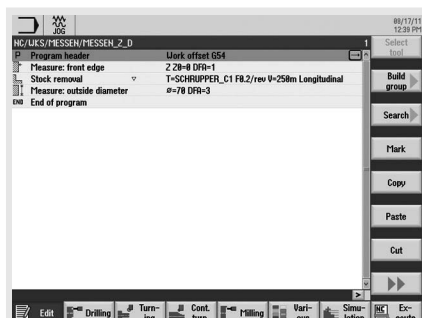 08/17/11
JOG
12:39 PM
NC/WKS/MESSEN/MESSEN_Z_D 1
Select
tool
P Program header Work offset G54
Measure: front edge Z Z0=0 DFA=1
Stock removal ▽ T=SCHRUPPER_C1 F0.2/rev V=250m Longitudinal
Measure: outside diameter ø=70 DFA=3
END End of program
Build
group
Search
Mark
Copy
Paste
Cut
Edit
Drilling
Turn-
ing
Cont.
turn.
Milling
Vari-
ous
Simu-
lation
NC Ex-
ecute